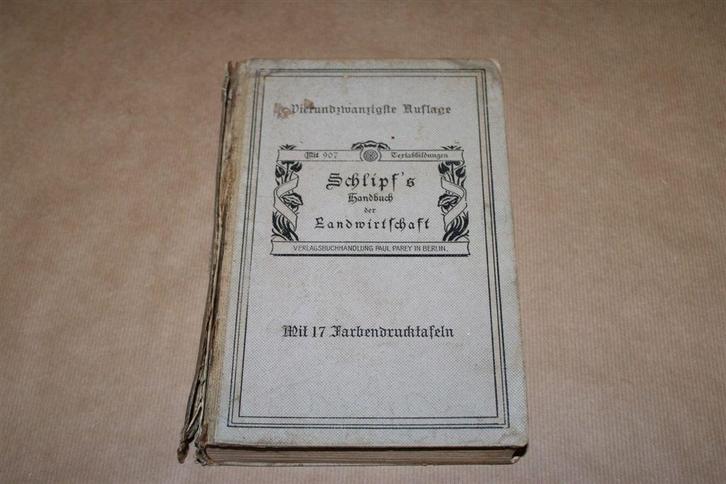 Vierundzwanzigste Auflage
Mit 907 Textabbildungen
Schlipf's
Handbuch
der
Landwirtschaft
VERLAGSBUCHHANDLUNG PAUL PAREY IN BERLIN.
Mit 17 Farbendrucktafeln